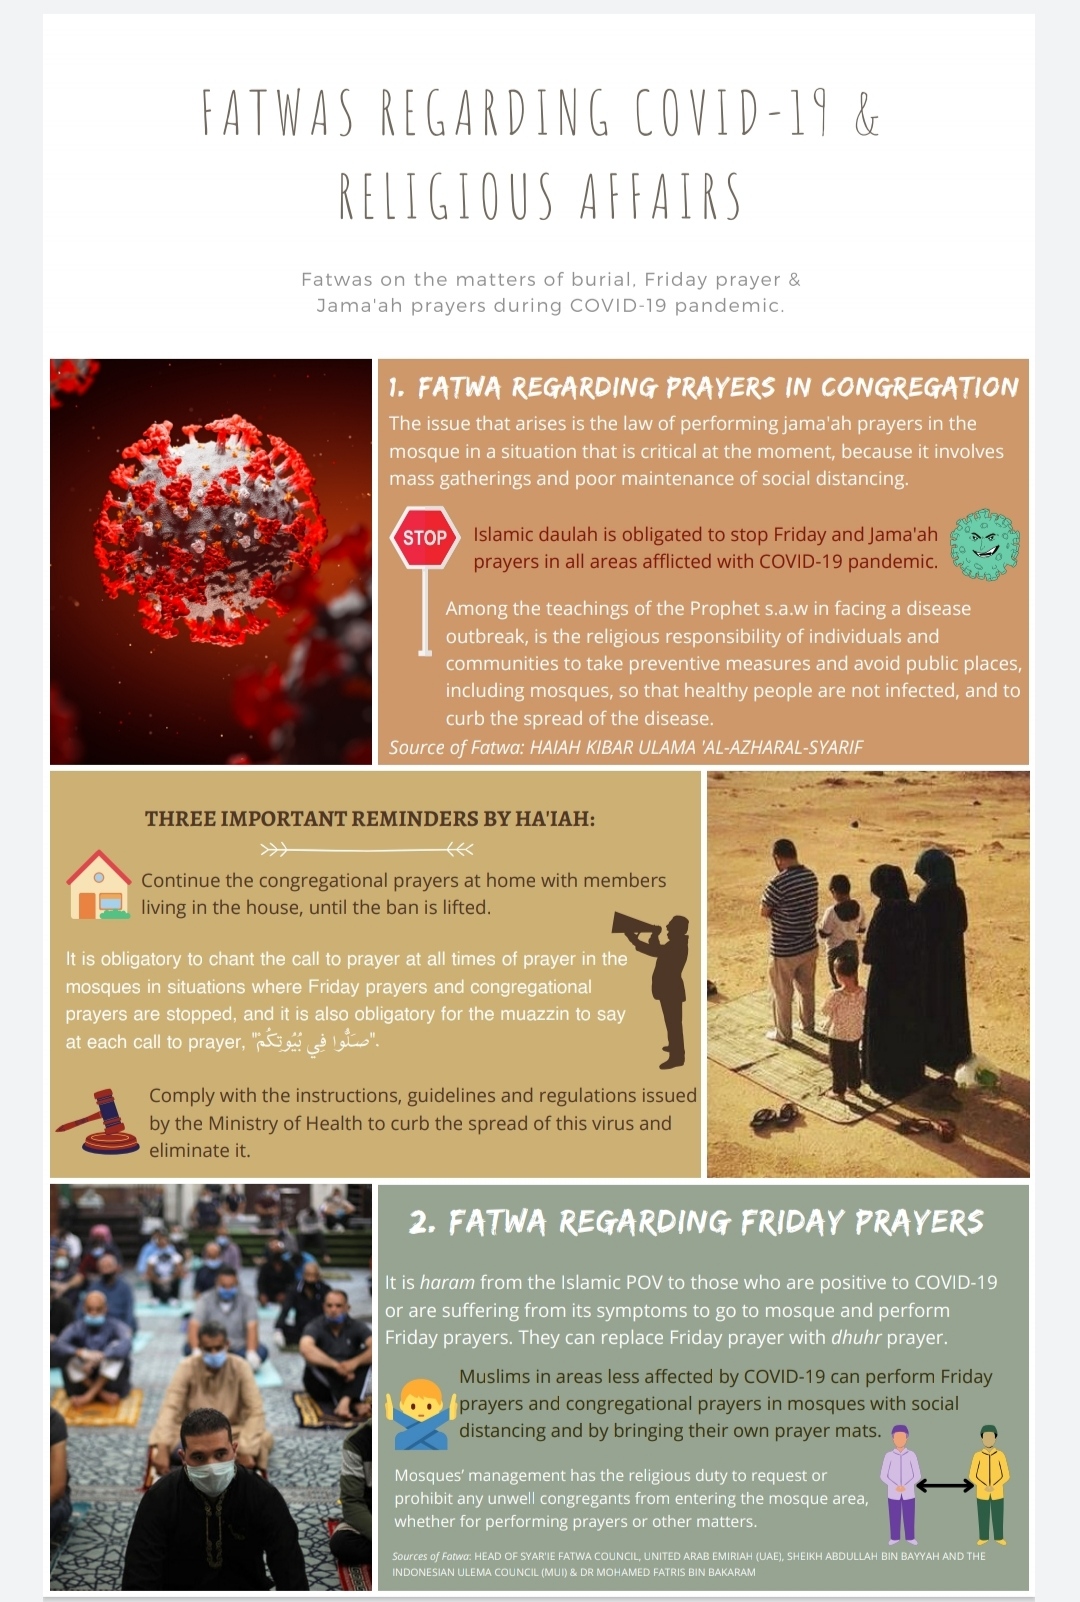 FATWAS REGARDING COVID-19 &
RELIGIOUS AFFAIRS
Fatwas on the matters of burial, Friday prayer &
Jama'ah prayers during COVID-19 pandemic.
1. FATWA REGARDING PRAYERS IN CONGREGATION
The issue that arises is the law of performing jama'ah prayers in the
mosque in a situation that is critical at the moment, because it involves
mass gatherings and poor maintenance of social distancing.
STOP
Islamic daulah is obligated to stop Friday and Jama'ah
prayers in all areas afflicted with COVID-19 pandemic.
Among the teachings of the Prophet s.a.w in facing a disease
outbreak, is the religious responsibility of individuals and
communities to take preventive measures and avoid public places,
including mosques, so that healthy people are not infected, and to
curb the spread of the disease.
Source of Fatwa: HAIAH KIBAR ULAMA 'AL-AZHARAL-SYARIF
THREE IMPORTANT REMINDERS BY HA'IAH:
Continue the congregational prayers at home with members
living in the house, until the ban is lifted.
It is obligatory to chant the call to prayer at all times of prayer in the
mosques in situations where Friday prayers and congregational
prayers are stopped, and it is also obligatory for the muazzin to say
at each call to prayer, "صَلُّوا فِي بُيُوتِكُمْ".
Comply with the instructions, guidelines and regulations issued
by the Ministry of Health to curb the spread of this virus and
eliminate it.
2. FATWA REGARDING FRIDAY PRAYERS
It is haram from the Islamic POV to those who are positive to COVID-19
or are suffering from its symptoms to go to mosque and perform
Friday prayers. They can replace Friday prayer with dhuhr prayer.
Muslims in areas less affected by COVID-19 can perform Friday
prayers and congregational prayers in mosques with social
distancing and by bringing their own prayer mats.
Mosques' management has the religious duty to request or
prohibit any unwell congregants from entering the mosque area,
whether for performing prayers or other matters.
Sources of Fatwa: HEAD OF SYAR'IE FATWA COUNCIL, UNITED ARAB EMIRIAH (UAE), SHEIKH ABDULLAH BIN BAYYAH AND THE
INDONESIAN ULEMA COUNCIL (MUI) & DR MOHAMED FATRIS BIN BAKARAM